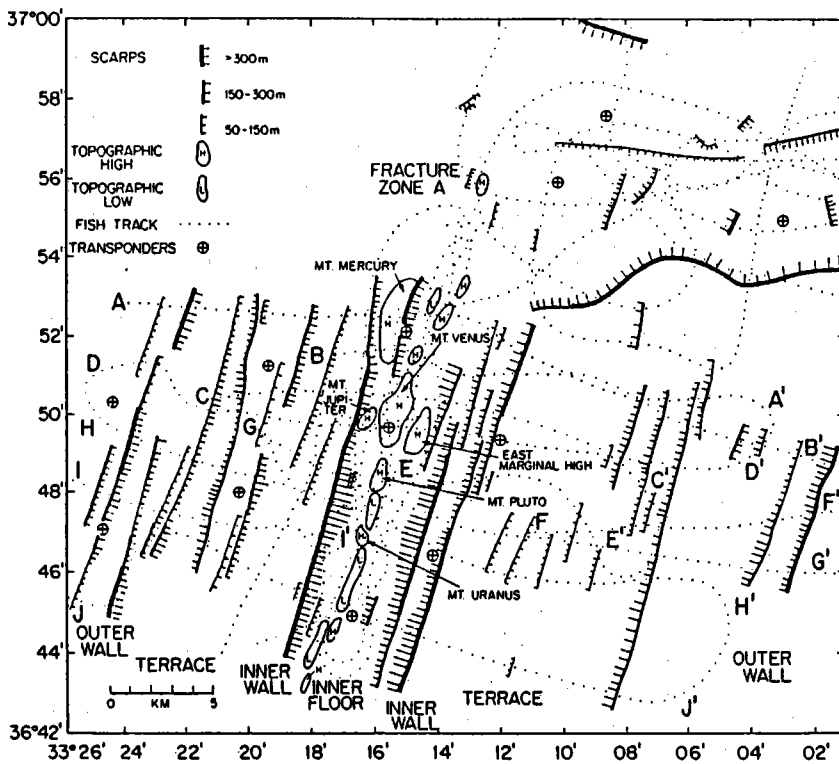 37°00'
58'
56'
54'
52'
50'
48'
46'
44'
36°42'
SCARPS
>300m
150-300m
50-150m
TOPOGRAPHIC
HIGH
H
TOPOGRAPHIC
LOW
L
FISH TRACK
TRANSPONDERS
FRACTURE
ZONE A
MT. MERCURY
MT. VENUS
MT.
JUPI
TER
EAST
MARGINAL HIGH
MT. PLUTO
MT. URANUS
A
D
H
I
J
C
G
B
E
I'
F
E'
C'
A'
D'
B'
F'
G'
H'
J'
OUTER
WALL
TERRACE
INNER
WALL
INNER
FLOOR
INNER
WALL
TERRACE
OUTER
WALL
0 KM 5
33°26' 24' 22' 20' 18' 16' 14' 12' 10' 08' 06' 04' 02'